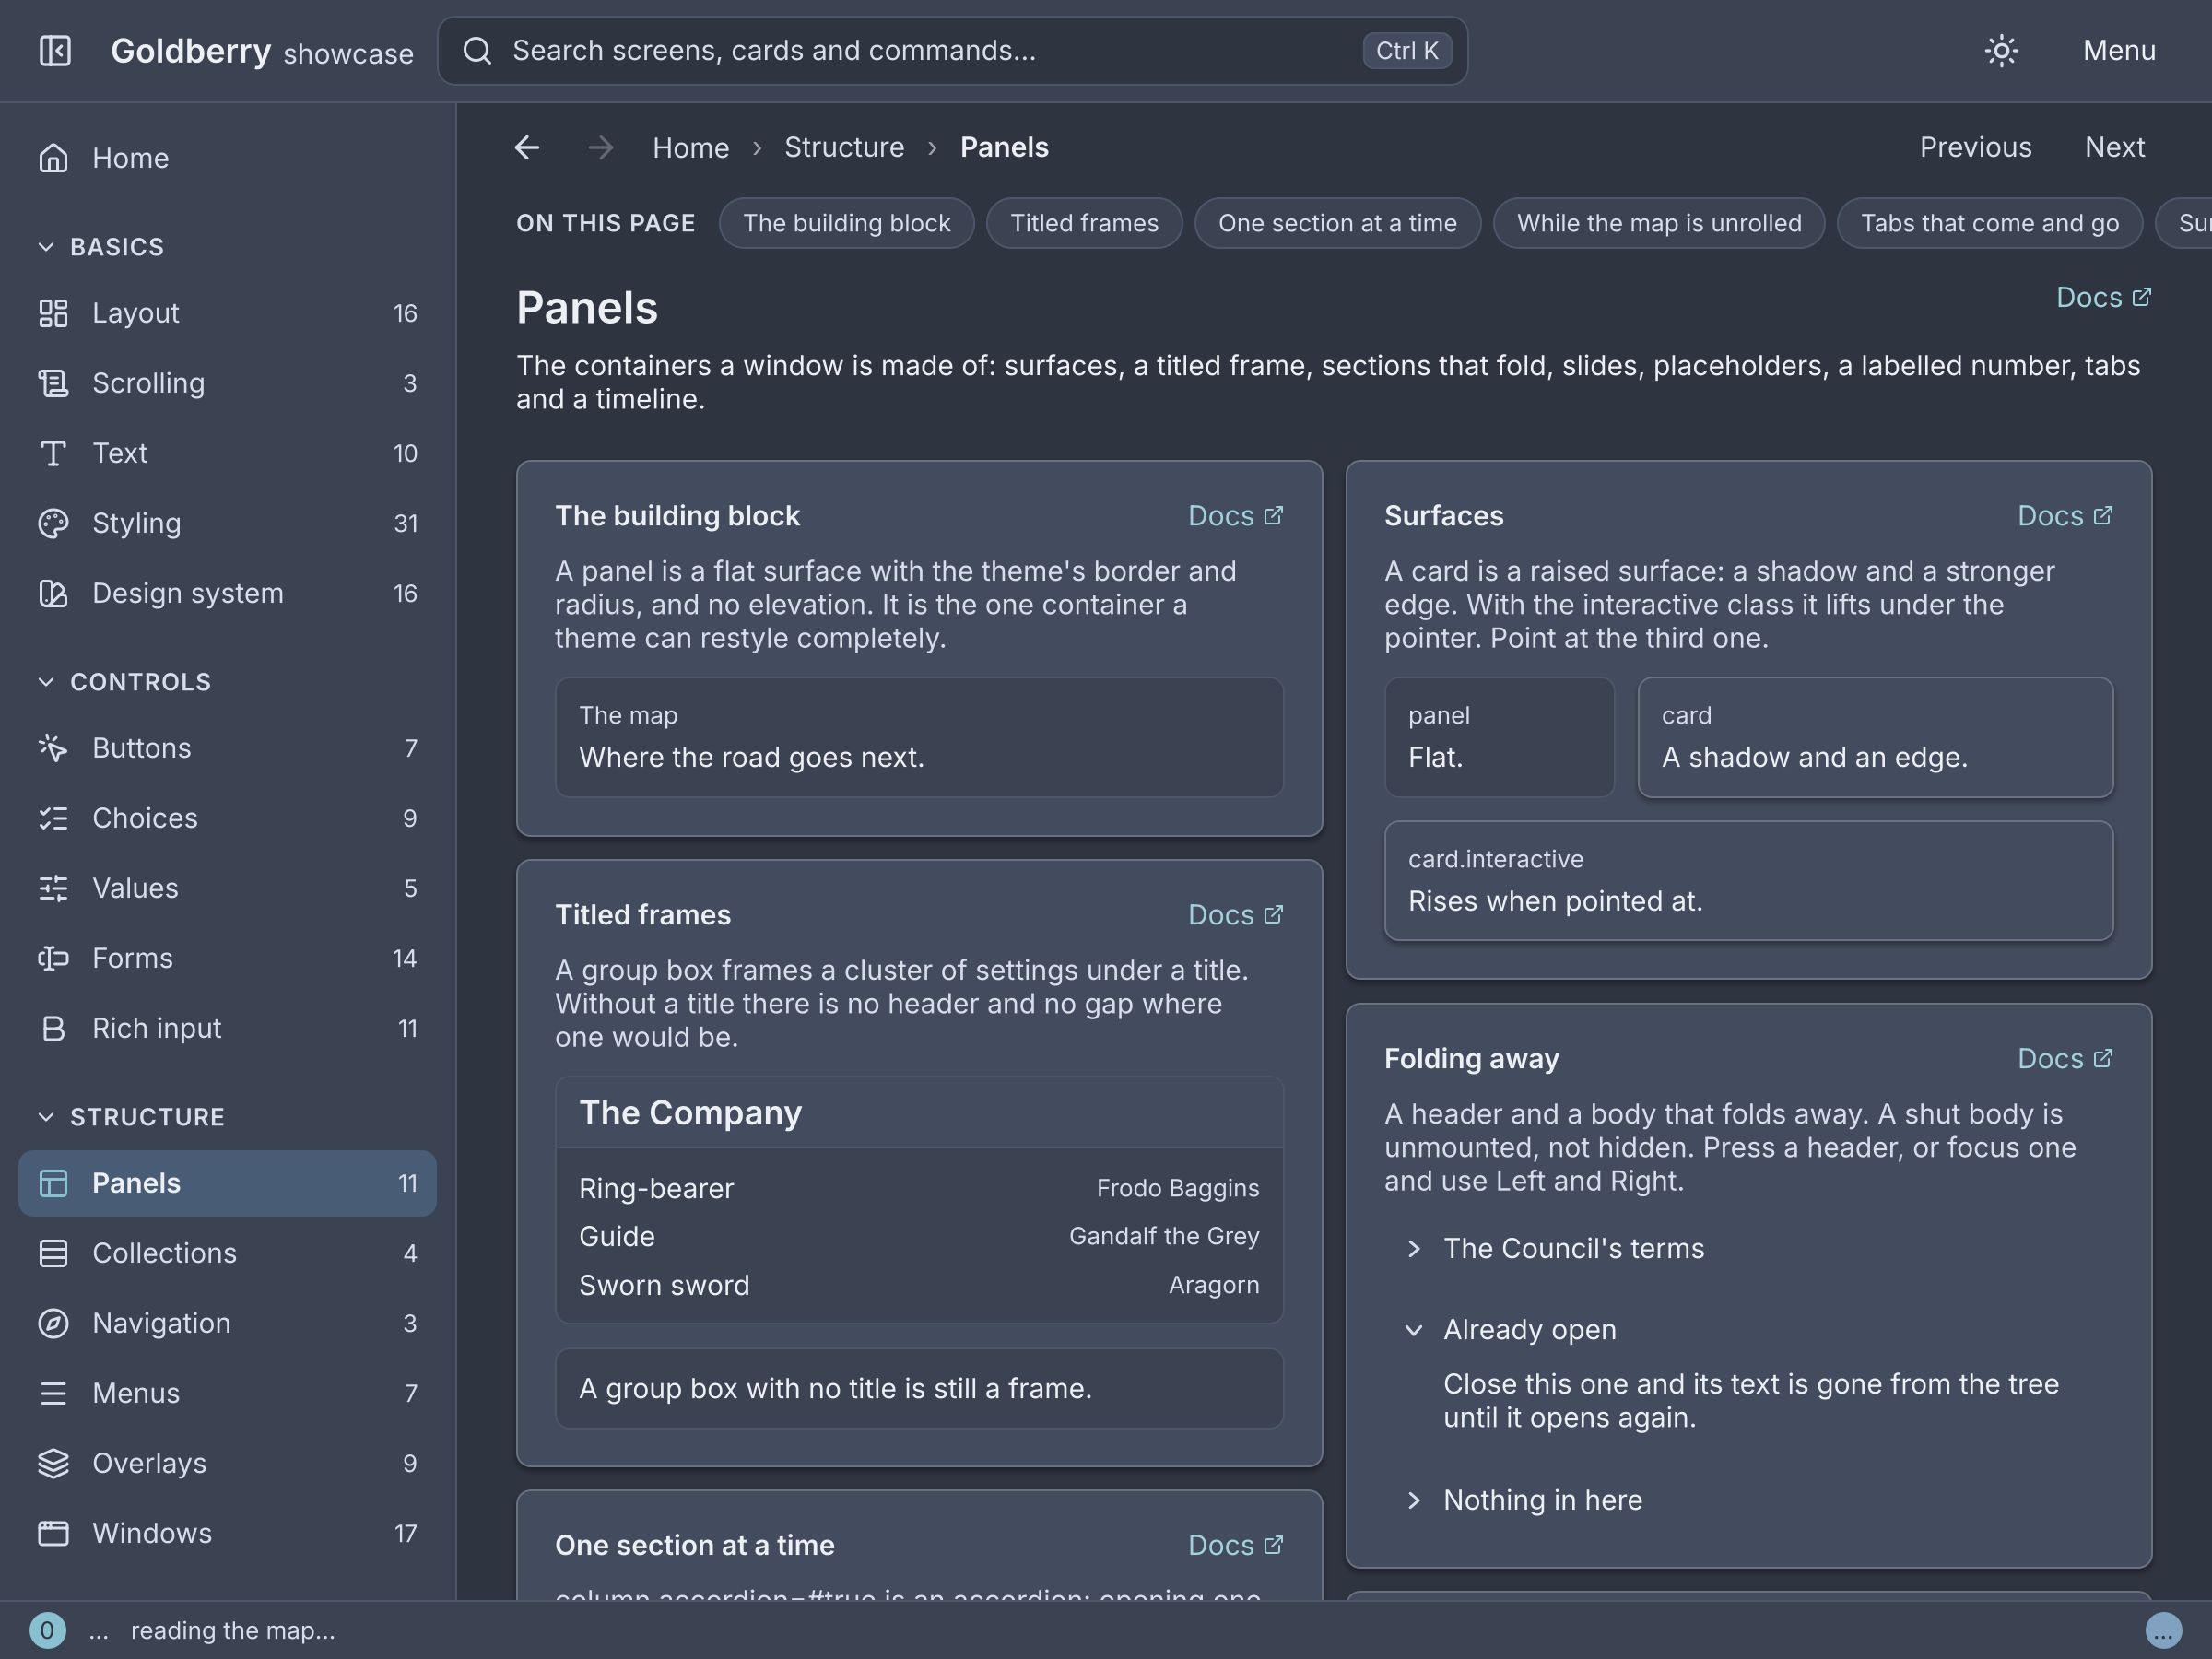 Goldberry showcase
Search screens, cards and commands...
Ctrl K
Menu
Home
BASICS
Layout 16
Scrolling 3
Text 10
Styling 31
Design system 16
CONTROLS
Buttons 7
Choices 9
Values 5
Forms 14
Rich input 11
STRUCTURE
Panels 11
Collections 4
Navigation 3
Menus 7
Overlays 9
Windows 17
Home › Structure › Panels
Previous
Next
ON THIS PAGE
The building block
Titled frames
One section at a time
While the map is unrolled
Tabs that come and go
Panels
Docs
The containers a window is made of: surfaces, a titled frame, sections that fold, slides, placeholders, a labelled number, tabs
and a timeline.
The building block
Docs
A panel is a flat surface with the theme's border and
radius, and no elevation. It is the one container a
theme can restyle completely.
The map
Where the road goes next.
Titled frames
Docs
A group box frames a cluster of settings under a title.
Without a title there is no header and no gap where
one would be.
The Company
Ring-bearer Frodo Baggins
Guide Gandalf the Grey
Sworn sword Aragorn
A group box with no title is still a frame.
One section at a time
Docs
column accordion=#true is an accordion: opening one
Surfaces
Docs
A card is a raised surface: a shadow and a stronger
edge. With the interactive class it lifts under the
pointer. Point at the third one.
panel
Flat.
card
A shadow and an edge.
card.interactive
Rises when pointed at.
Folding away
Docs
A header and a body that folds away. A shut body is
unmounted, not hidden. Press a header, or focus one
and use Left and Right.
The Council's terms
Already open
Close this one and its text is gone from the tree
until it opens again.
Nothing in here
0 ... reading the map...
...